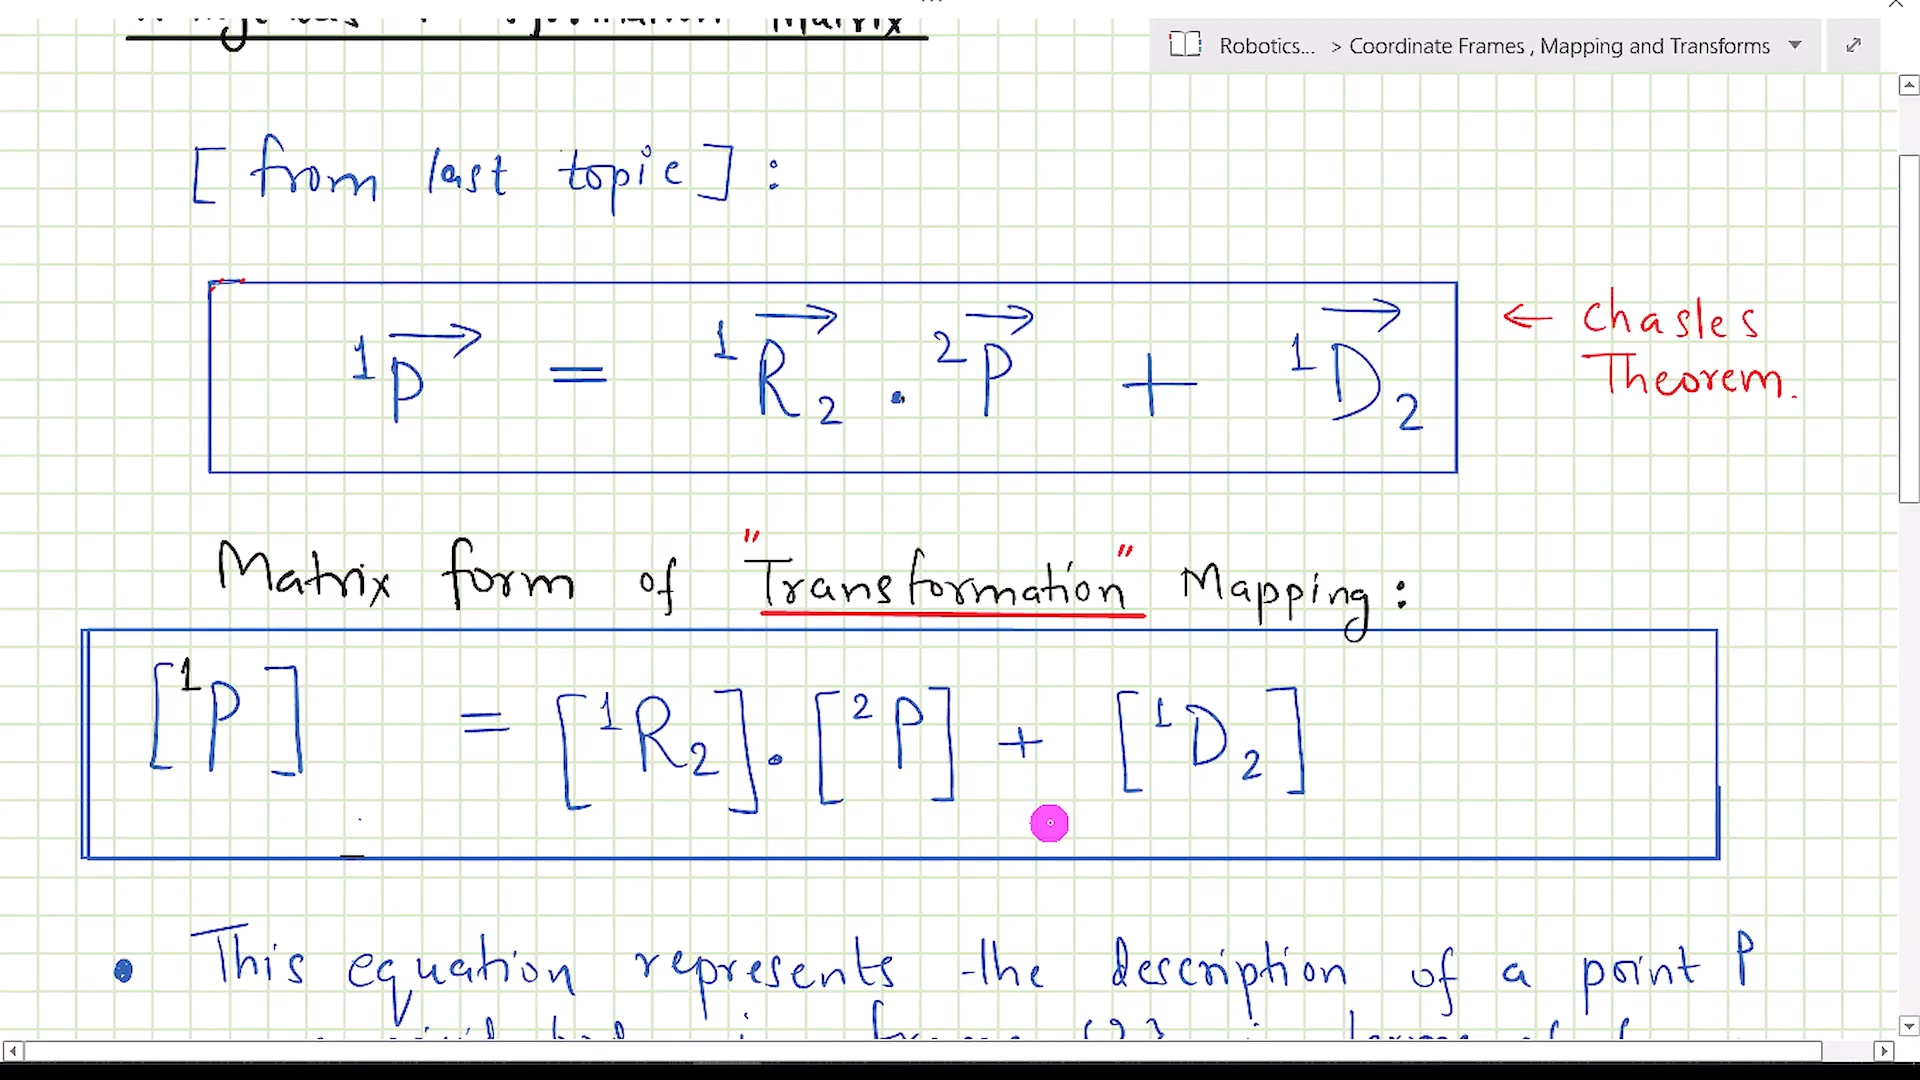 Matrix
Robotics... > Coordinate Frames , Mapping and Transforms
[ from last topic ] :
¹P = ¹R₂ . ²P + ¹D₂
← Chasles
Theorem.
Matrix form of "Transformation" Mapping :
[¹P] = [¹R₂] . [²P] + [¹D₂]
• This equation represents the description of a point P